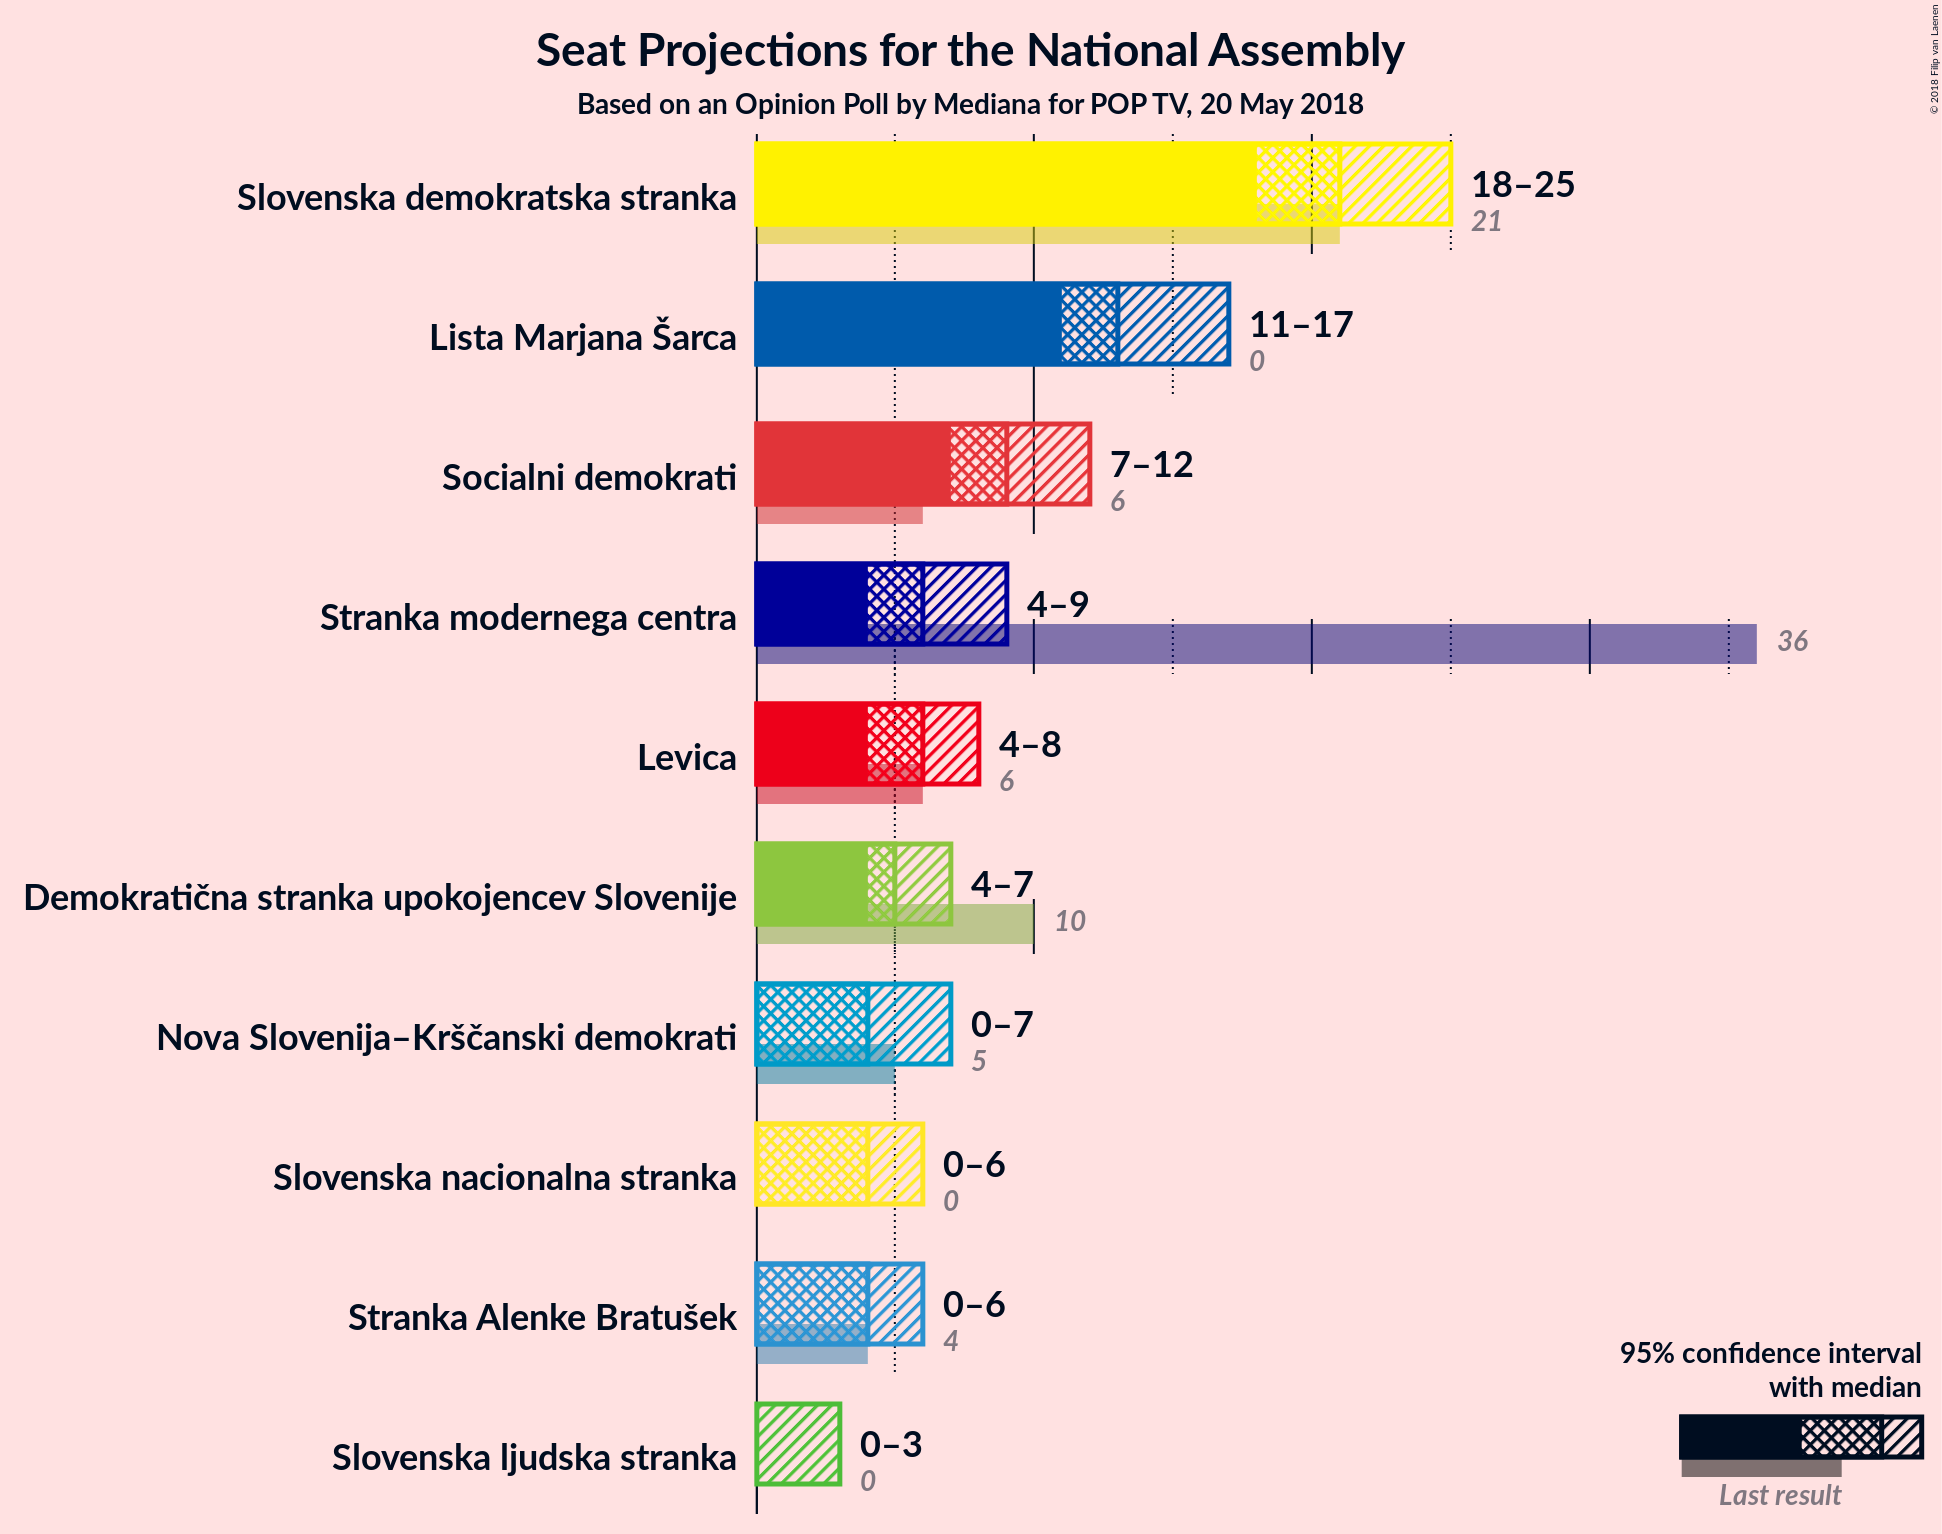 Seat Projections for the National Assembly
Based on an Opinion Poll by Mediana for POP TV, 20 May 2018
© 2018 Filip van Laenen
Slovenska demokratska stranka
18–25
21
Lista Marjana Šarca
11–17
0
Socialni demokrati
7–12
6
Stranka modernega centra
4–9
36
Levica
4–8
6
Demokratična stranka upokojencev Slovenije
4–7
10
Nova Slovenija–Krščanski demokrati
0–7
5
Slovenska nacionalna stranka
0–6
0
Stranka Alenke Bratušek
0–6
4
Slovenska ljudska stranka
0–3
0
95% confidence interval
with median
Last result